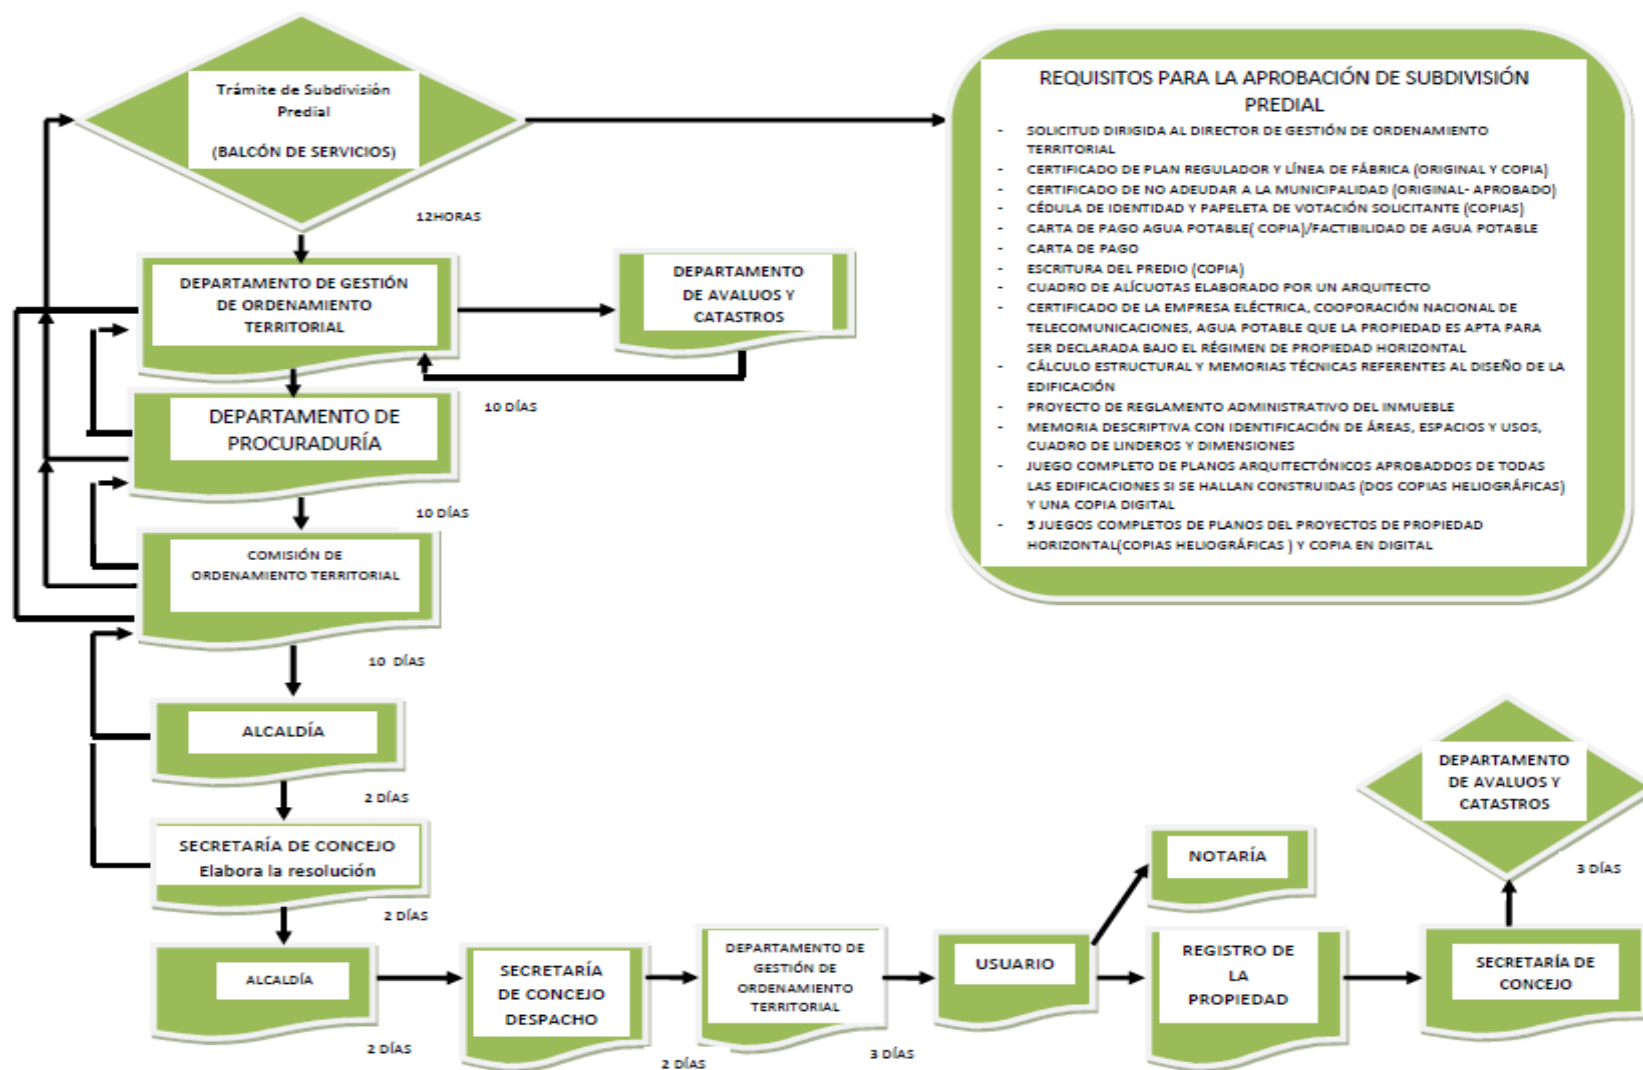 Trámite de Subdivisión
Predial
(BALCÓN DE SERVICIOS)
12HORAS
REQUISITOS PARA LA APROBACIÓN DE SUBDIVISIÓN
PREDIAL
- SOLICITUD DIRIGIDA AL DIRECTOR DE GESTIÓN DE ORDENAMIENTO
TERRITORIAL
- CERTIFICADO DE PLAN REGULADOR Y LÍNEA DE FÁBRICA (ORIGINAL Y COPIA)
- CERTIFICADO DE NO ADEUDAR A LA MUNICIPALIDAD (ORIGINAL- APROBADO)
- CÉDULA DE IDENTIDAD Y PAPELETA DE VOTACIÓN SOLICITANTE (COPIAS)
- CARTA DE PAGO AGUA POTABLE( COPIA)/FACTIBILIDAD DE AGUA POTABLE
- CARTA DE PAGO
- ESCRITURA DEL PREDIO (COPIA)
- CUADRO DE ALÍCUOTAS ELABORADO POR UN ARQUITECTO
- CERTIFICADO DE LA EMPRESA ELÉCTRICA, COOPORACIÓN NACIONAL DE
TELECOMUNICACIONES, AGUA POTABLE QUE LA PROPIEDAD ES APTA PARA
SER DECLARADA BAJO EL RÉGIMEN DE PROPIEDAD HORIZONTAL
- CÁLCULO ESTRUCTURAL Y MEMORIAS TÉCNICAS REFERENTES AL DISEÑO DE LA
EDIFICACIÓN
- PROYECTO DE REGLAMENTO ADMINISTRATIVO DEL INMUEBLE
- MEMORIA DESCRIPTIVA CON IDENTIFICACIÓN DE ÁREAS, ESPACIOS Y USOS,
CUADRO DE LINDEROS Y DIMENSIONES
- JUEGO COMPLETO DE PLANOS ARQUITECTÓNICOS APROBADDOS DE TODAS
LAS EDIFICACIONES SI SE HALLAN CONSTRUIDAS (DOS COPIAS HELIOGRÁFICAS)
Y UNA COPIA DIGITAL
- 5 JUEGOS COMPLETOS DE PLANOS DEL PROYECTOS DE PROPIEDAD
HORIZONTAL(COPIAS HELIOGRÁFICAS ) Y COPIA EN DIGITAL
DEPARTAMENTO DE GESTIÓN
DE ORDENAMIENTO
TERRITORIAL
DEPARTAMENTO
DE AVALUOS Y
CATASTROS
10 DÍAS
DEPARTAMENTO DE
PROCURADURÍA
10 DÍAS
COMISIÓN DE
ORDENAMIENTO TERRITORIAL
10 DÍAS
ALCALDÍA
2 DÍAS
SECRETARÍA DE CONCEJO
Elabora la resolución
2 DÍAS
ALCALDÍA
2 DÍAS
SECRETARÍA
DE CONCEJO
DESPACHO
2 DÍAS
DEPARTAMENTO DE
GESTIÓN DE
ORDENAMIENTO
TERRITORIAL
3 DÍAS
USUARIO
NOTARÍA
REGISTRO DE
LA
PROPIEDAD
SECRETARÍA DE
CONCEJO
DEPARTAMENTO
DE AVALUOS Y
CATASTROS
3 DÍAS